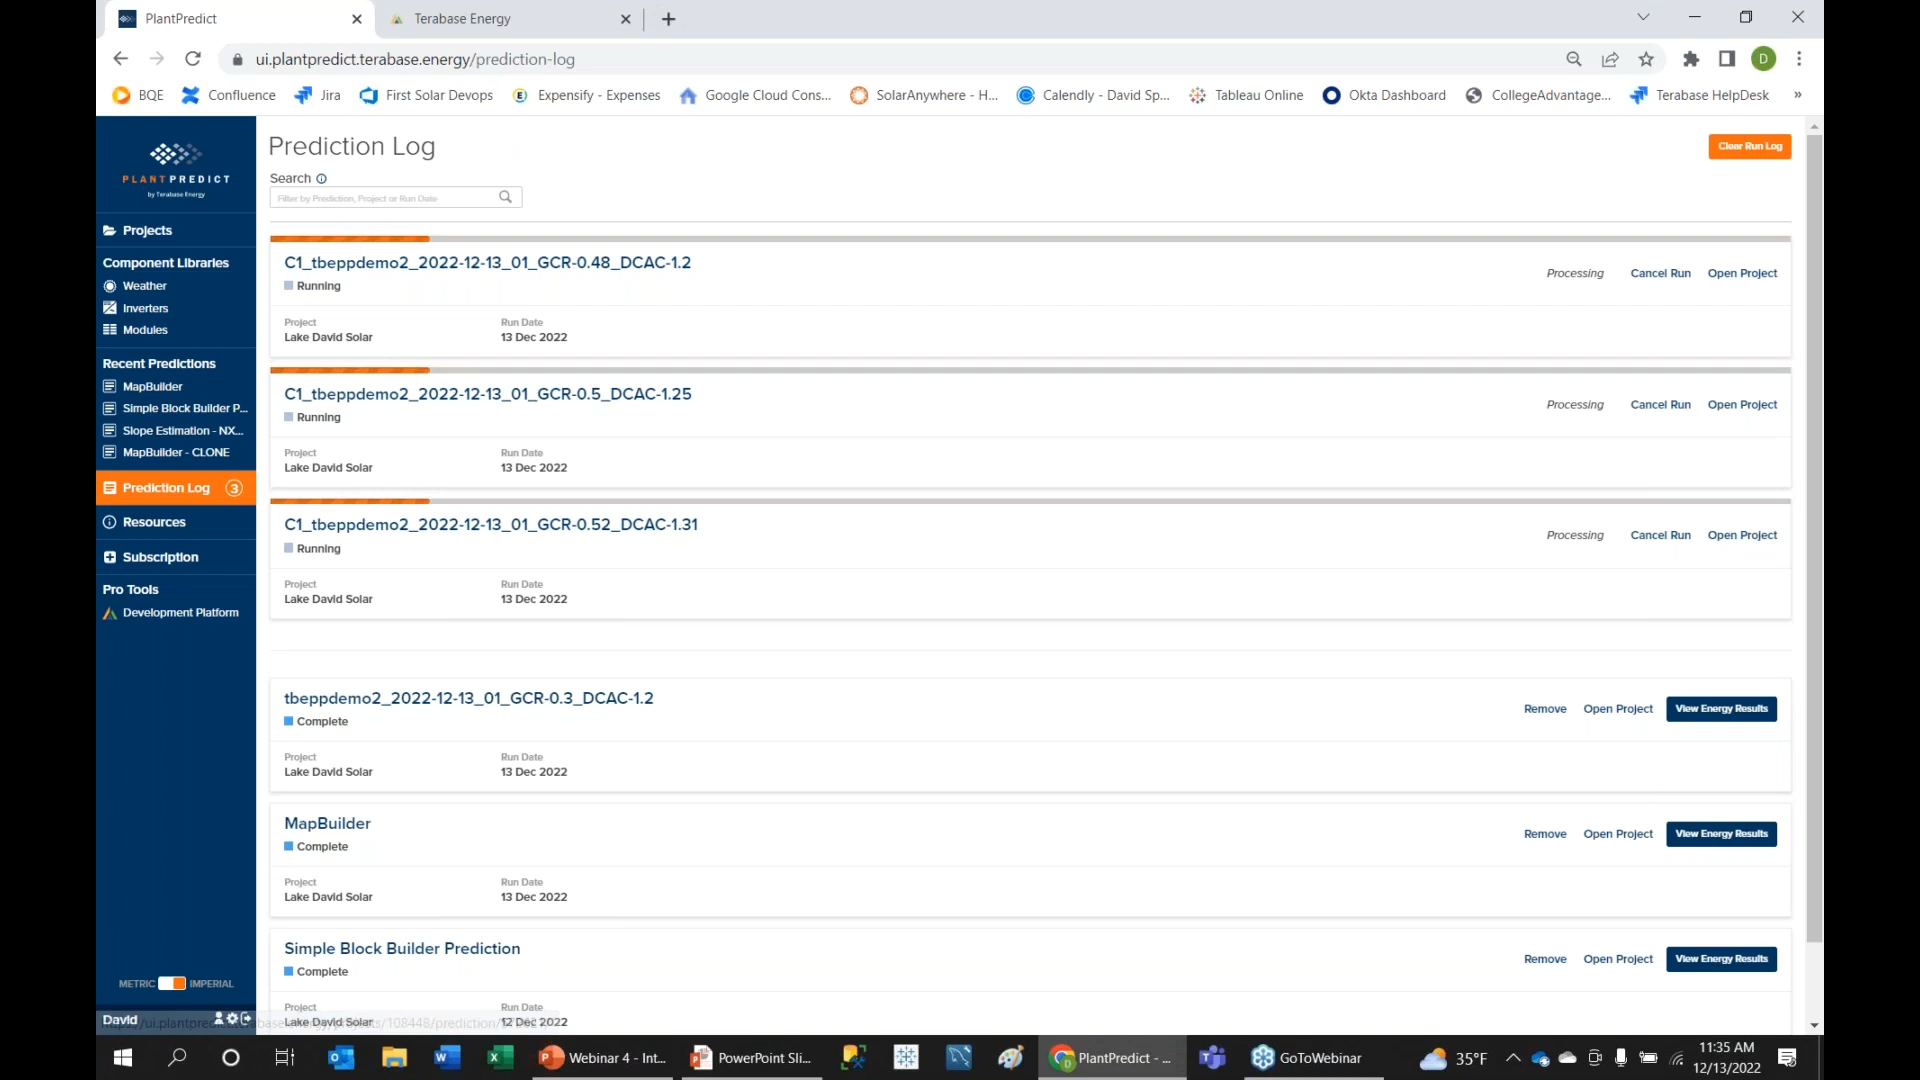 PlantPredict
Terabase Energy
ui.plantpredict.terabase.energy/prediction-log
D
BQE
Confluence
Jira
First Solar Devops
Expensify - Expenses
Google Cloud Cons...
SolarAnywhere - H...
Calendly - David Sp...
Tableau Online
Okta Dashboard
CollegeAdvantage...
Terabase HelpDesk
»
PLANTPREDICT
by Terabase Energy
Projects
Component Libraries
Weather
Inverters
Modules
Recent Predictions
MapBuilder
Simple Block Builder P...
Slope Estimation - NX...
MapBuilder - CLONE
Prediction Log 3
Resources
Subscription
Pro Tools
Development Platform
METRIC IMPERIAL
David
Prediction Log
Clear Run Log
Search
Filter by Prediction, Project or Run Date
C1_tbeppdemo2_2022-12-13_01_GCR-0.48_DCAC-1.2
Running
Processing Cancel Run Open Project
Project Run Date
Lake David Solar 13 Dec 2022
C1_tbeppdemo2_2022-12-13_01_GCR-0.5_DCAC-1.25
Running
Processing Cancel Run Open Project
Project Run Date
Lake David Solar 13 Dec 2022
C1_tbeppdemo2_2022-12-13_01_GCR-0.52_DCAC-1.31
Running
Processing Cancel Run Open Project
Project Run Date
Lake David Solar 13 Dec 2022
tbeppdemo2_2022-12-13_01_GCR-0.3_DCAC-1.2
Complete
Remove Open Project View Energy Results
Project Run Date
Lake David Solar 13 Dec 2022
MapBuilder
Complete
Remove Open Project View Energy Results
Project Run Date
Lake David Solar 13 Dec 2022
Simple Block Builder Prediction
Complete
Remove Open Project View Energy Results
Project Run Date
Lake David Solar 12 Dec 2022
Webinar 4 - Int...
PowerPoint Sli...
PlantPredict - ...
GoToWebinar
35°F
11:35 AM
12/13/2022